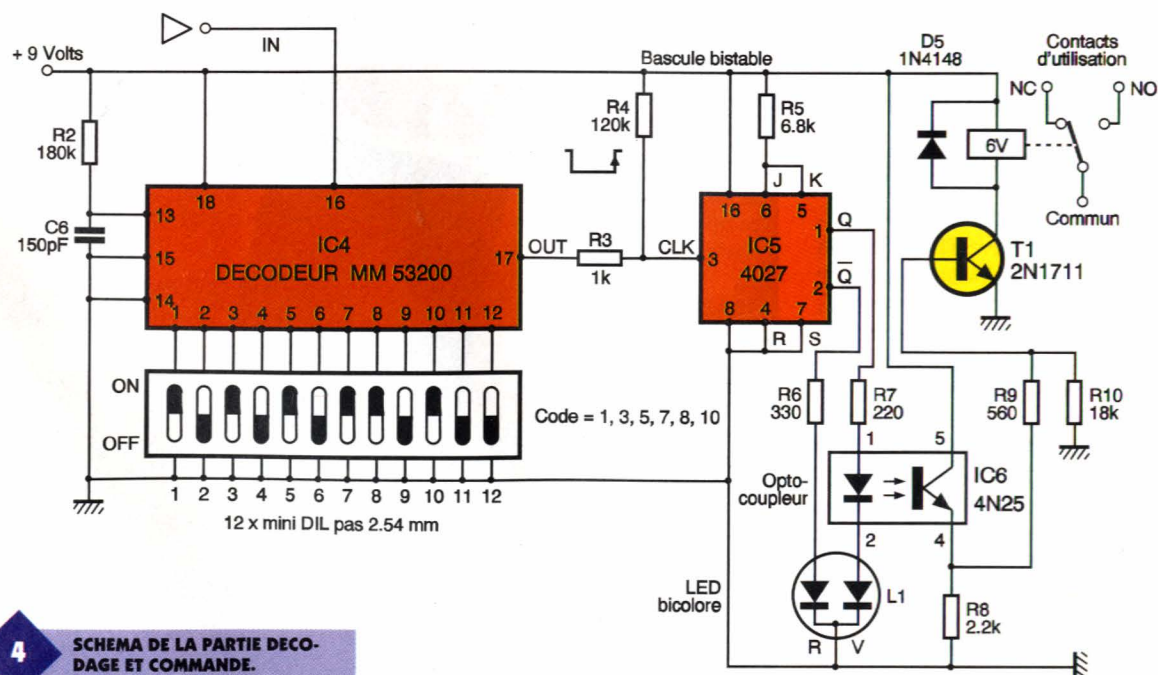 + 9 Volts
IN
R2
180k
C6
150pF
18
16
13
15
14
IC4
DECODEUR MM 53200
17
OUT
1 2 3 4 5 6 7 8 9 10 11 12
ON
OFF
1 2 3 4 5 6 7 8 9 10 11 12
12 x mini DIL pas 2.54 mm
Code = 1, 3, 5, 7, 8, 10
R3
1k
R4
120k
CLK
Bascule bistable
R5
6.8k
J K
16 6 5
3
IC5
4027
1 Q
2 Q̅
8 4 7
R S
R6
330
R7
220
Opto-
coupleur
1
5
IC6
4N25
2
4
LED
bicolore
L1
R V
R8
2.2k
R9
560
R10
18k
D5
1N4148
6V
Contacts
d'utilisation
NC
NO
Commun
T1
2N1711
4
SCHEMA DE LA PARTIE DECO-
DAGE ET COMMANDE.